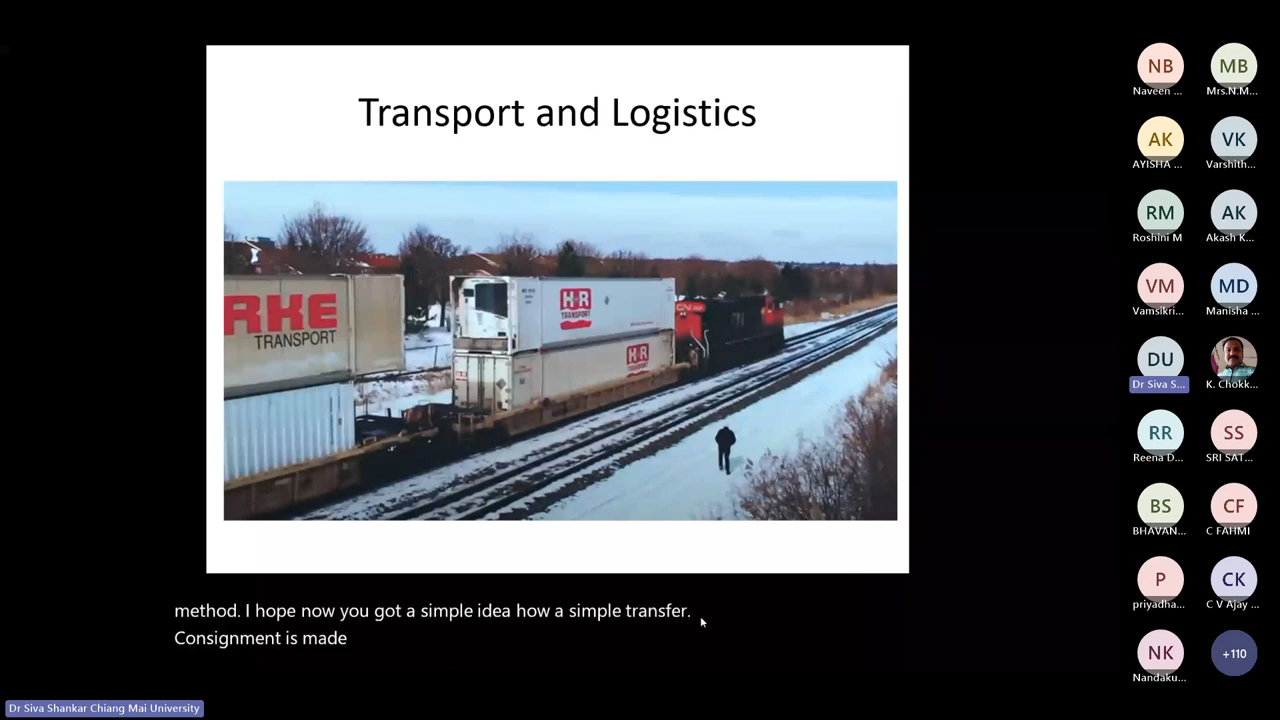 Transport and Logistics
RKE
TRANSPORT
H-R
TRANSPORT
H-R
CN
method. I hope now you got a simple idea how a simple transfer.
Consignment is made
Dr Siva Shankar Chiang Mai University
NB
MB
Naveen ...
Mrs.N.M...
AK
VK
AYISHA ...
Varshith...
RM
AK
Roshini M
Akash K...
VM
MD
Vamsikri...
Manisha ...
DU
Dr Siva S...
K. Chokk...
RR
SS
Reena D...
SRI SAT...
BS
CF
BHAVAN...
C FAHMI
P
CK
priyadha...
C V Ajay ...
NK
+110
Nandaku...